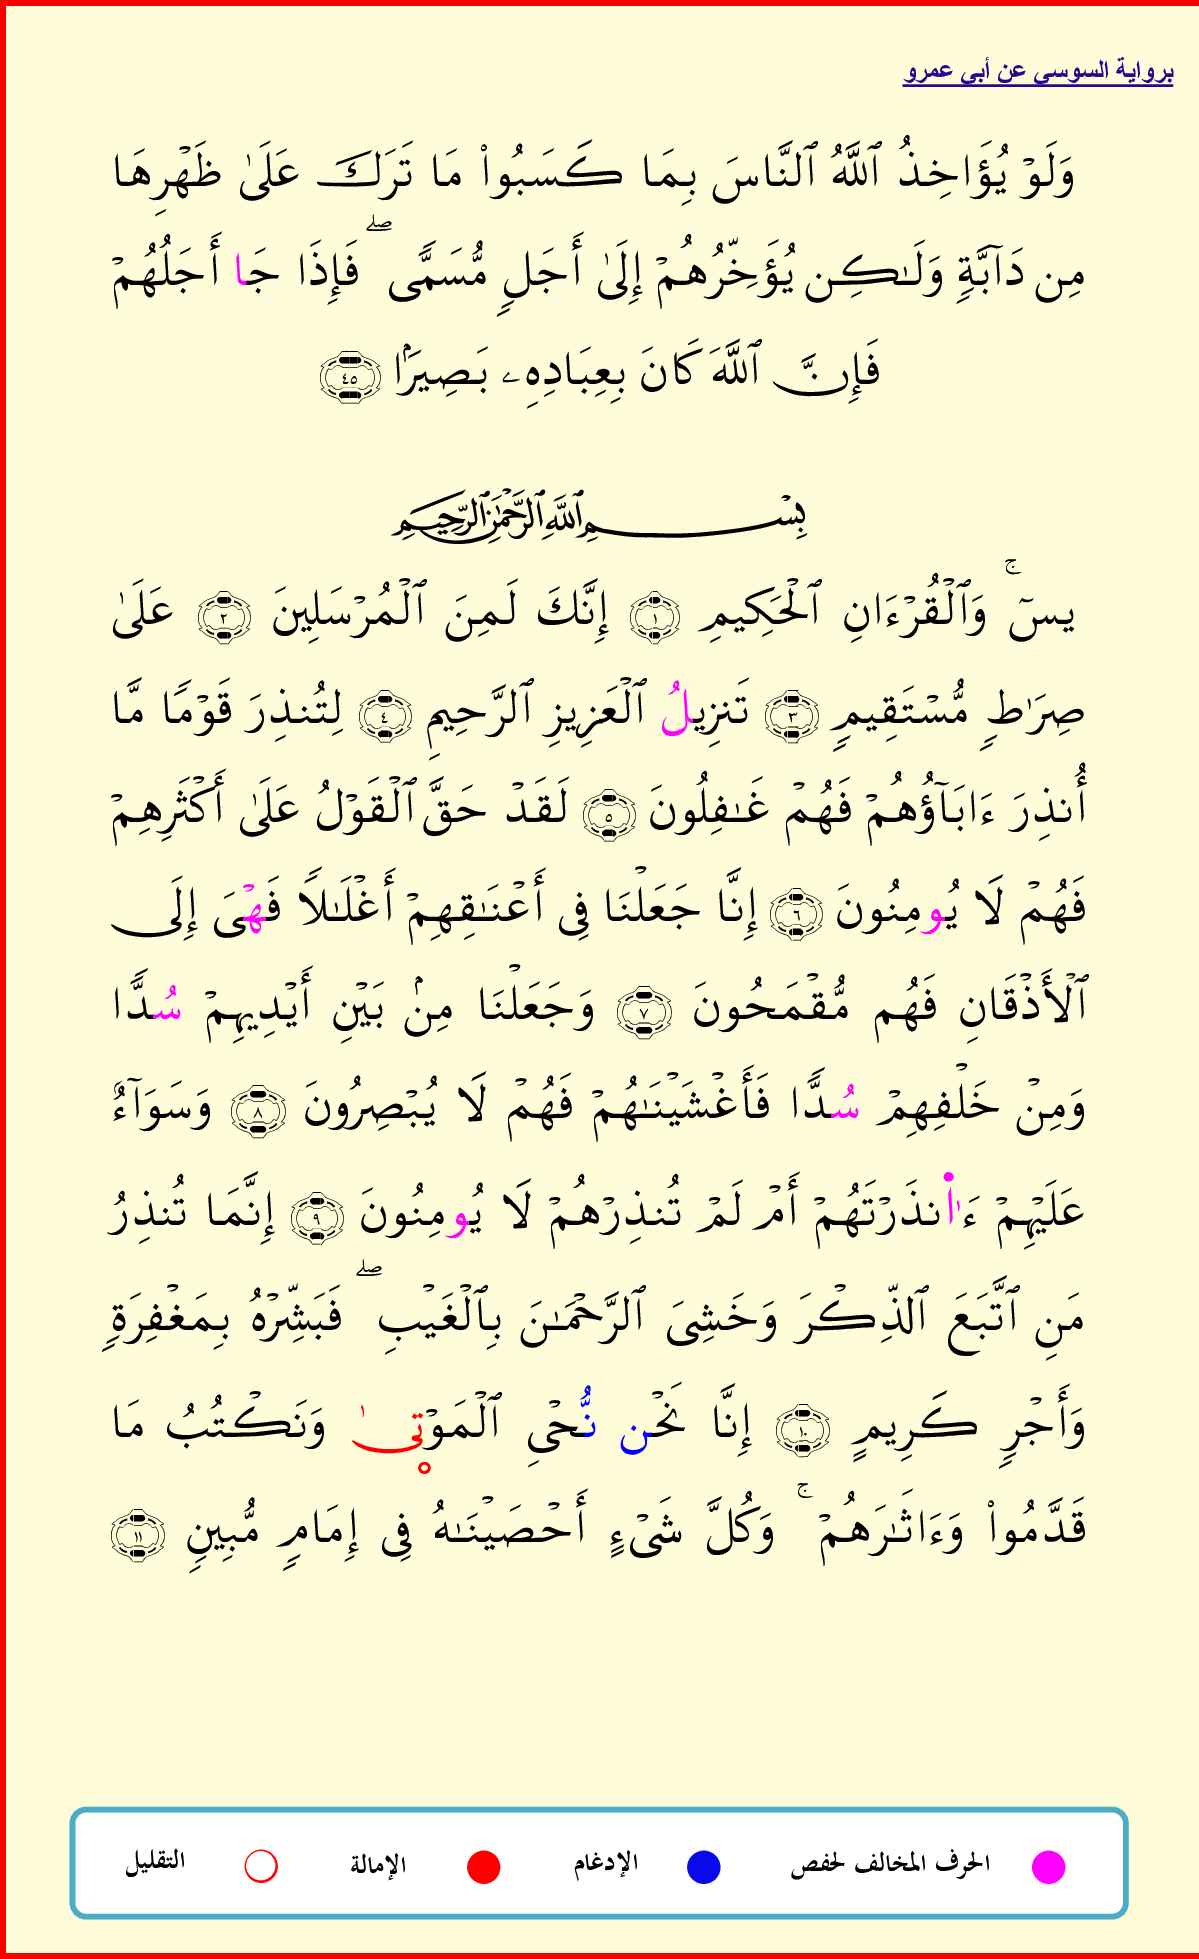 برواية السوسي عن أبي عمرو
وَلَوۡ يُؤَاخِذُ ٱللَّهُ ٱلنَّاسَ بِمَا كَسَبُواْ مَا تَرَكَ عَلَىٰ ظَهۡرِهَا
مِن دَآبَّةٖ وَلَٰكِن يُؤَخِّرُهُمۡ إِلَىٰ أَجَلٖ مُّسَمّٗى ۖ فَإِذَا جَا أَجَلُهُمۡ
فَإِنَّ ٱللَّهَ كَانَ بِعِبَادِهِۦ بَصِيرَۢا ٤٥
بِسۡمِ ٱللَّهِ ٱلرَّحۡمَٰنِ ٱلرَّحِيمِ
يسٓ ۚ وَٱلۡقُرۡءَانِ ٱلۡحَكِيمِ ١ إِنَّكَ لَمِنَ ٱلۡمُرۡسَلِينَ ٢ عَلَىٰ
صِرَٰطٖ مُّسۡتَقِيمٖ ٣ تَنزِيلُ ٱلۡعَزِيزِ ٱلرَّحِيمِ ٤ لِتُنذِرَ قَوۡمٗا مَّا
أُنذِرَ ءَابَآؤُهُمۡ فَهُمۡ غَٰفِلُونَ ٥ لَقَدۡ حَقَّ ٱلۡقَوۡلُ عَلَىٰ أَكۡثَرِهِمۡ
فَهُمۡ لَا يُومِنُونَ ٦ إِنَّا جَعَلۡنَا فِي أَعۡنَٰقِهِمۡ أَغۡلَٰلٗا فَهۡيَ إِلَى
ٱلۡأَذۡقَانِ فَهُم مُّقۡمَحُونَ ٧ وَجَعَلۡنَا مِنۢ بَيۡنِ أَيۡدِيهِمۡ سُدّٗا
وَمِنۡ خَلۡفِهِمۡ سُدّٗا فَأَغۡشَيۡنَٰهُمۡ فَهُمۡ لَا يُبۡصِرُونَ ٨ وَسَوَآءٌ
عَلَيۡهِمۡ ءَا۬نذَرۡتَهُمۡ أَمۡ لَمۡ تُنذِرۡهُمۡ لَا يُومِنُونَ ٩ إِنَّمَا تُنذِرُ
مَنِ ٱتَّبَعَ ٱلذِّكۡرَ وَخَشِيَ ٱلرَّحۡمَٰنَ بِٱلۡغَيۡبِ ۖ فَبَشِّرۡهُ بِمَغۡفِرَةٖ
وَأَجۡرٖ كَرِيمٍ ١٠ إِنَّا نَحۡن نُّحۡيِ ٱلۡمَوۡتىٰ وَنَكۡتُبُ مَا
قَدَّمُواْ وَءَاثَٰرَهُمۡ ۚ وَكُلَّ شَيۡءٍ أَحۡصَيۡنَٰهُ فِي إِمَامٖ مُّبِينٖ ١١
الحرف المخالف لحفص الإدغام الإمالة التقليل